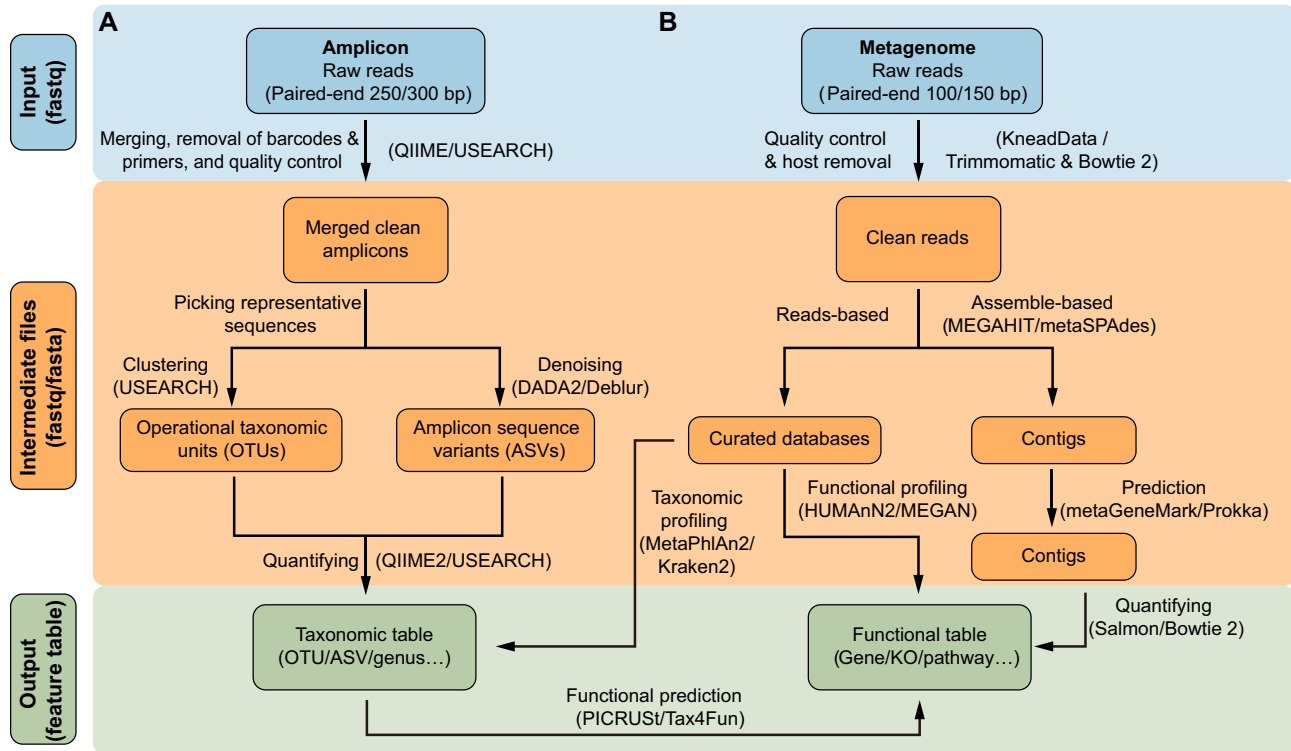 A
B
Input
(fastq)
Amplicon
Raw reads
(Paired-end 250/300 bp)
Metagenome
Raw reads
(Paired-end 100/150 bp)
Merging, removal of barcodes &
primers, and quality control
(QIIME/USEARCH)
Quality control
& host removal
(KneadData /
Trimmomatic & Bowtie 2)
Intermediate files
(fastq/fasta)
Merged clean
amplicons
Clean reads
Picking representative
sequences
Reads-based
Assemble-based
(MEGAHIT/metaSPAdes)
Clustering
(USEARCH)
Denoising
(DADA2/Deblur)
Operational taxonomic
units (OTUs)
Amplicon sequence
variants (ASVs)
Curated databases
Contigs
Taxonomic
profiling
(MetaPhlAn2/
Kraken2)
Functional profiling
(HUMAnN2/MEGAN)
Prediction
(metaGeneMark/Prokka)
Quantifying
(QIIME2/USEARCH)
Contigs
Output
(feature table)
Taxonomic table
(OTU/ASV/genus…)
Functional table
(Gene/KO/pathway…)
Quantifying
(Salmon/Bowtie 2)
Functional prediction
(PICRUSt/Tax4Fun)